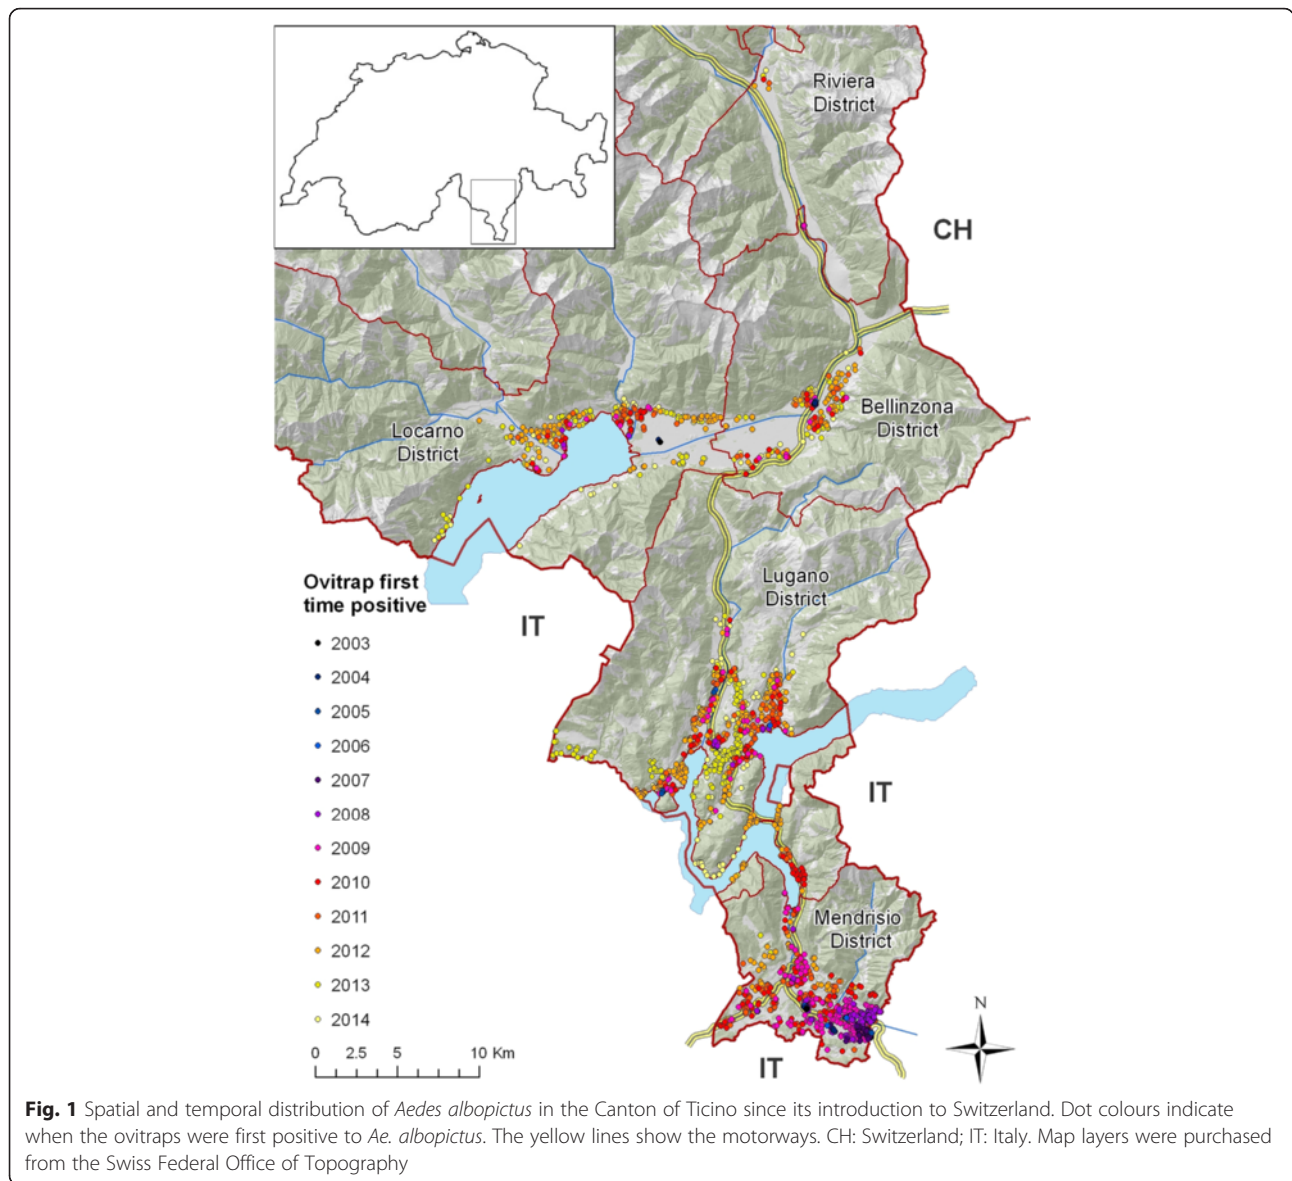 Riviera
District
CH
Bellinzona
District
Locarno
District
Lugano
District
Ovitrap first
time positive
IT
2003
2004
2005
2006
2007
2008
2009
2010
2011
2012
2013
2014
IT
Mendrisio
District
N
0 2.5 5 10 Km
IT
Fig. 1 Spatial and temporal distribution of Aedes albopictus in the Canton of Ticino since its introduction to Switzerland. Dot colours indicate
when the ovitraps were first positive to Ae. albopictus. The yellow lines show the motorways. CH: Switzerland; IT: Italy. Map layers were purchased
from the Swiss Federal Office of Topography